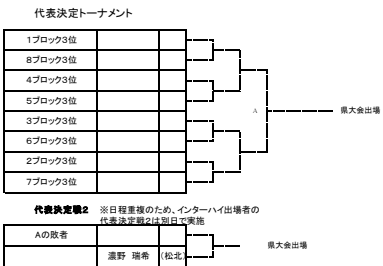 代表決定トーナメント
1ブロック3位
8ブロック3位
4ブロック3位
5ブロック3位
3ブロック3位
6ブロック3位
2ブロック3位
7ブロック3位
A
県大会出場
代表決定戦2 ※日程重複のため、インターハイ出場者の
代表決定戦2は別日で実施
Aの敗者
濃野 瑞希 (松北)
県大会出場